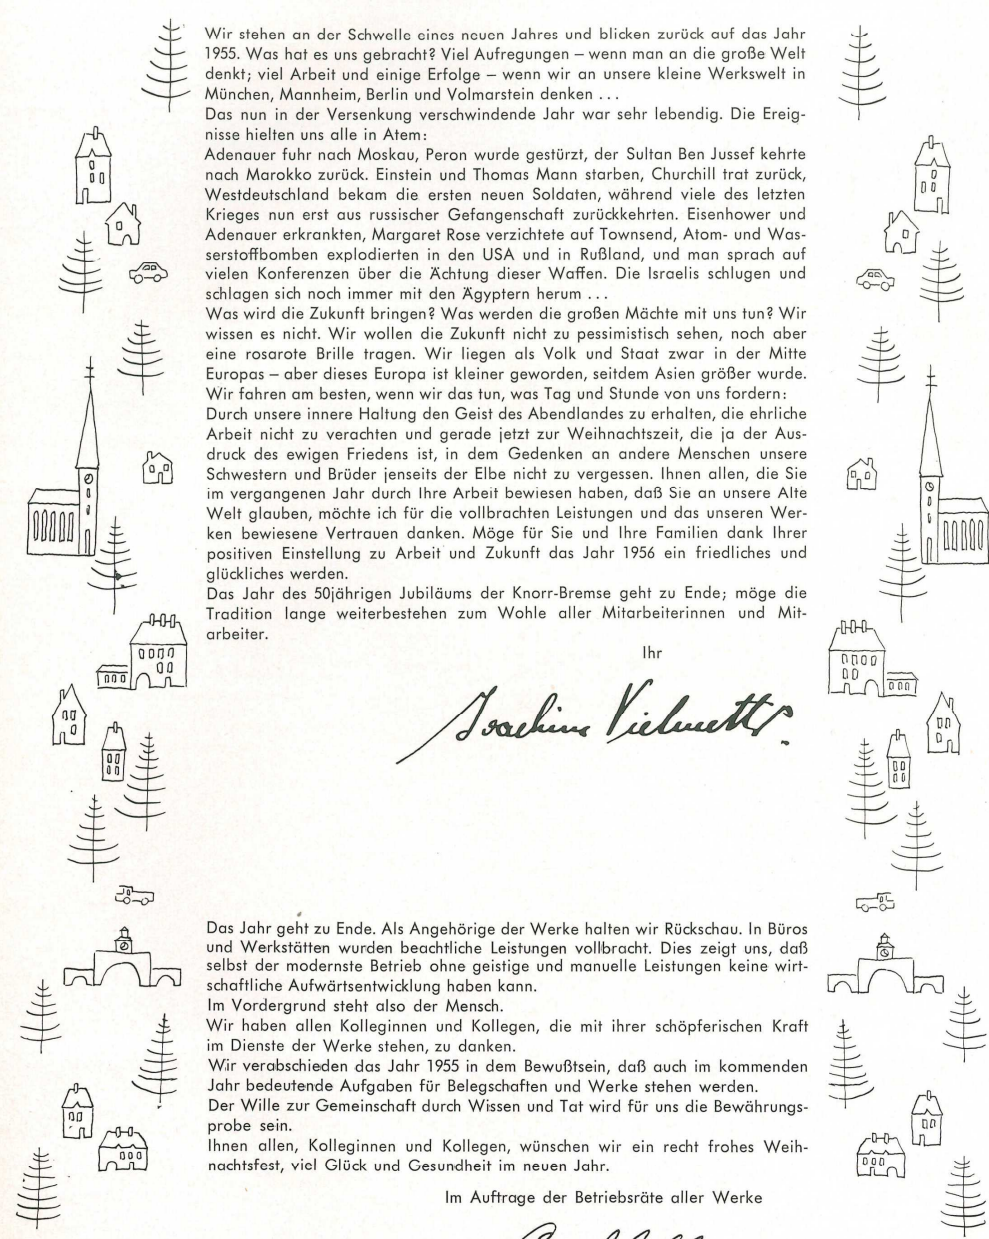 Wir stehen an der Schwelle eines neuen Jahres und blicken zurück auf das Jahr
1955. Was hat es uns gebracht? Viel Aufregungen – wenn man an die große Welt
denkt; viel Arbeit und einige Erfolge – wenn wir an unsere kleine Werkswelt in
München, Mannheim, Berlin und Volmarstein denken ...
Das nun in der Versenkung verschwindende Jahr war sehr lebendig. Die Ereig-
nisse hielten uns alle in Atem:
Adenauer fuhr nach Moskau, Peron wurde gestürzt, der Sultan Ben Jussef kehrte
nach Marokko zurück. Einstein und Thomas Mann starben, Churchill trat zurück,
Westdeutschland bekam die ersten neuen Soldaten, während viele des letzten
Krieges nun erst aus russischer Gefangenschaft zurückkehrten. Eisenhower und
Adenauer erkrankten, Margaret Rose verzichtete auf Townsend, Atom- und Was-
serstoffbomben explodierten in den USA und in Rußland, und man sprach auf
vielen Konferenzen über die Ächtung dieser Waffen. Die Israelis schlugen und
schlagen sich noch immer mit den Ägyptern herum ...
Was wird die Zukunft bringen? Was werden die großen Mächte mit uns tun? Wir
wissen es nicht. Wir wollen die Zukunft nicht zu pessimistisch sehen, noch aber
eine rosarote Brille tragen. Wir liegen als Volk und Staat zwar in der Mitte
Europas – aber dieses Europa ist kleiner geworden, seitdem Asien größer wurde.
Wir fahren am besten, wenn wir das tun, was Tag und Stunde von uns fordern:
Durch unsere innere Haltung den Geist des Abendlandes zu erhalten, die ehrliche
Arbeit nicht zu verachten und gerade jetzt zur Weihnachtszeit, die ja der Aus-
druck des ewigen Friedens ist, in dem Gedenken an andere Menschen unsere
Schwestern und Brüder jenseits der Elbe nicht zu vergessen. Ihnen allen, die Sie
im vergangenen Jahr durch Ihre Arbeit bewiesen haben, daß Sie an unsere Alte
Welt glauben, möchte ich für die vollbrachten Leistungen und das unseren Wer-
ken bewiesene Vertrauen danken. Möge für Sie und Ihre Familien dank Ihrer
positiven Einstellung zu Arbeit und Zukunft das Jahr 1956 ein friedliches und
glückliches werden.
Das Jahr des 50jährigen Jubiläums der Knorr-Bremse geht zu Ende; möge die
Tradition lange weiterbestehen zum Wohle aller Mitarbeiterinnen und Mit-
arbeiter.
Ihr
Joachim Vielmetter
Das Jahr geht zu Ende. Als Angehörige der Werke halten wir Rückschau. In Büros
und Werkstätten wurden beachtliche Leistungen vollbracht. Dies zeigt uns, daß
selbst der modernste Betrieb ohne geistige und manuelle Leistungen keine wirt-
schaftliche Aufwärtsentwicklung haben kann.
Im Vordergrund steht also der Mensch.
Wir haben allen Kolleginnen und Kollegen, die mit ihrer schöpferischen Kraft
im Dienste der Werke stehen, zu danken.
Wir verabschieden das Jahr 1955 in dem Bewußtsein, daß auch im kommenden
Jahr bedeutende Aufgaben für Belegschaften und Werke stehen werden.
Der Wille zur Gemeinschaft durch Wissen und Tat wird für uns die Bewährungs-
probe sein.
Ihnen allen, Kolleginnen und Kollegen, wünschen wir ein recht frohes Weih-
nachtsfest, viel Glück und Gesundheit im neuen Jahr.
Im Auftrage der Betriebsräte aller Werke